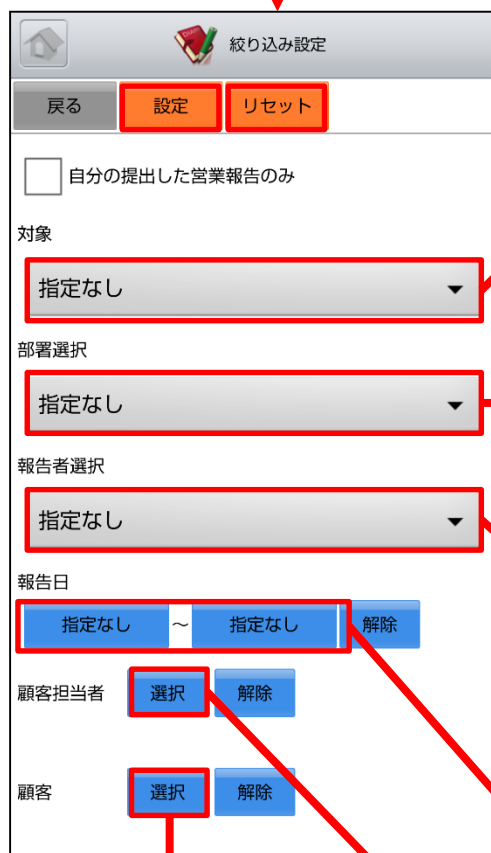 絞り込み設定
戻る 設定 リセット
自分の提出した営業報告のみ
対象
指定なし
部署選択
指定なし
報告者選択
指定なし
報告日
指定なし ～ 指定なし 解除
顧客担当者 選択 解除
顧客 選択 解除